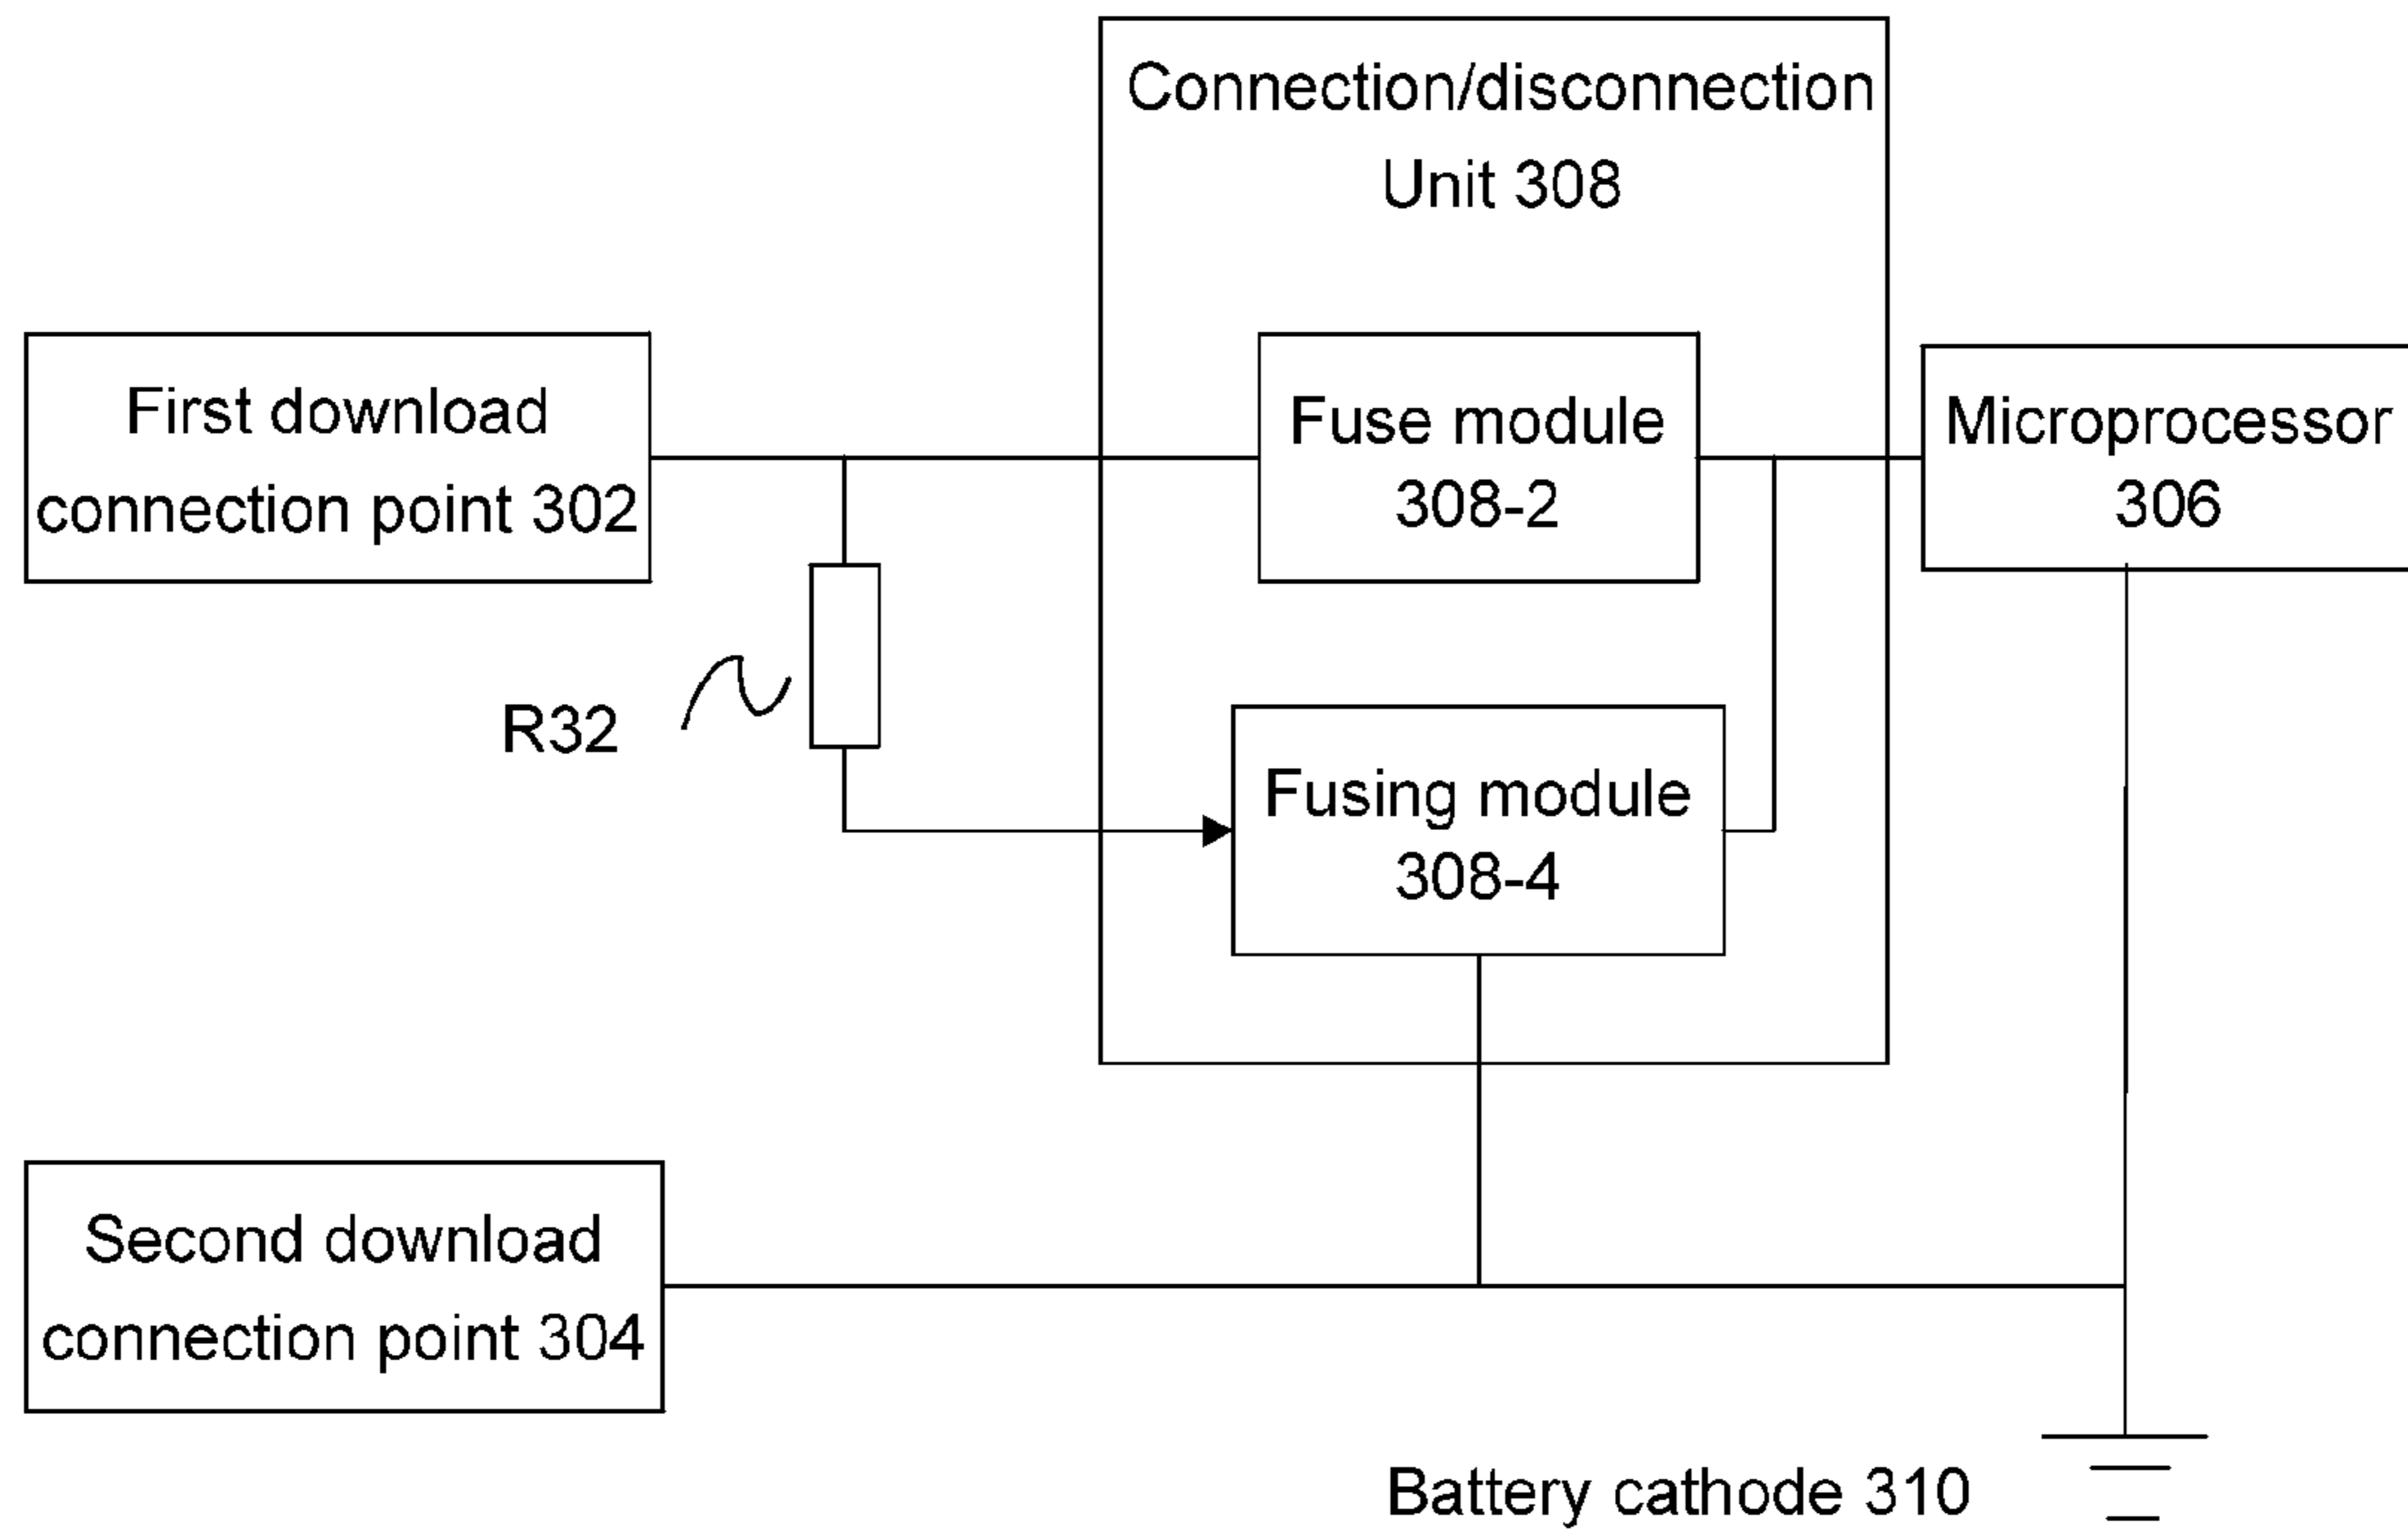 Connection/disconnection
Unit 308
First download
connection point 302
Fuse module
308-2
Microprocessor
306
R32
Fusing module
308-4
Second download
connection point 304
Battery cathode 310